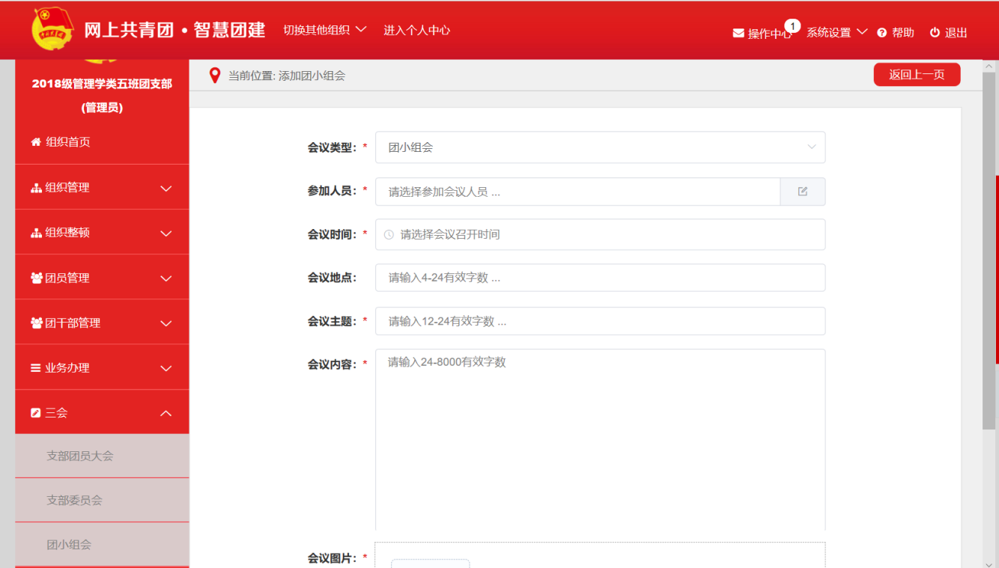 网上共青团·智慧团建 切换其他组织 进入个人中心 操作中心 1 系统设置 帮助 退出
2018级管理学类五班团支部
(管理员)
组织首页
组织管理
组织整顿
团员管理
团干部管理
业务办理
三会
支部团员大会
支部委员会
团小组会
当前位置: 添加团小组会 返回上一页
会议类型: * 团小组会
参加人员: * 请选择参加会议人员 ...
会议时间: * 请选择会议召开时间
会议地点: 请输入4-24有效字数 ...
会议主题: * 请输入12-24有效字数 ...
会议内容: * 请输入24-8000有效字数
会议图片: *